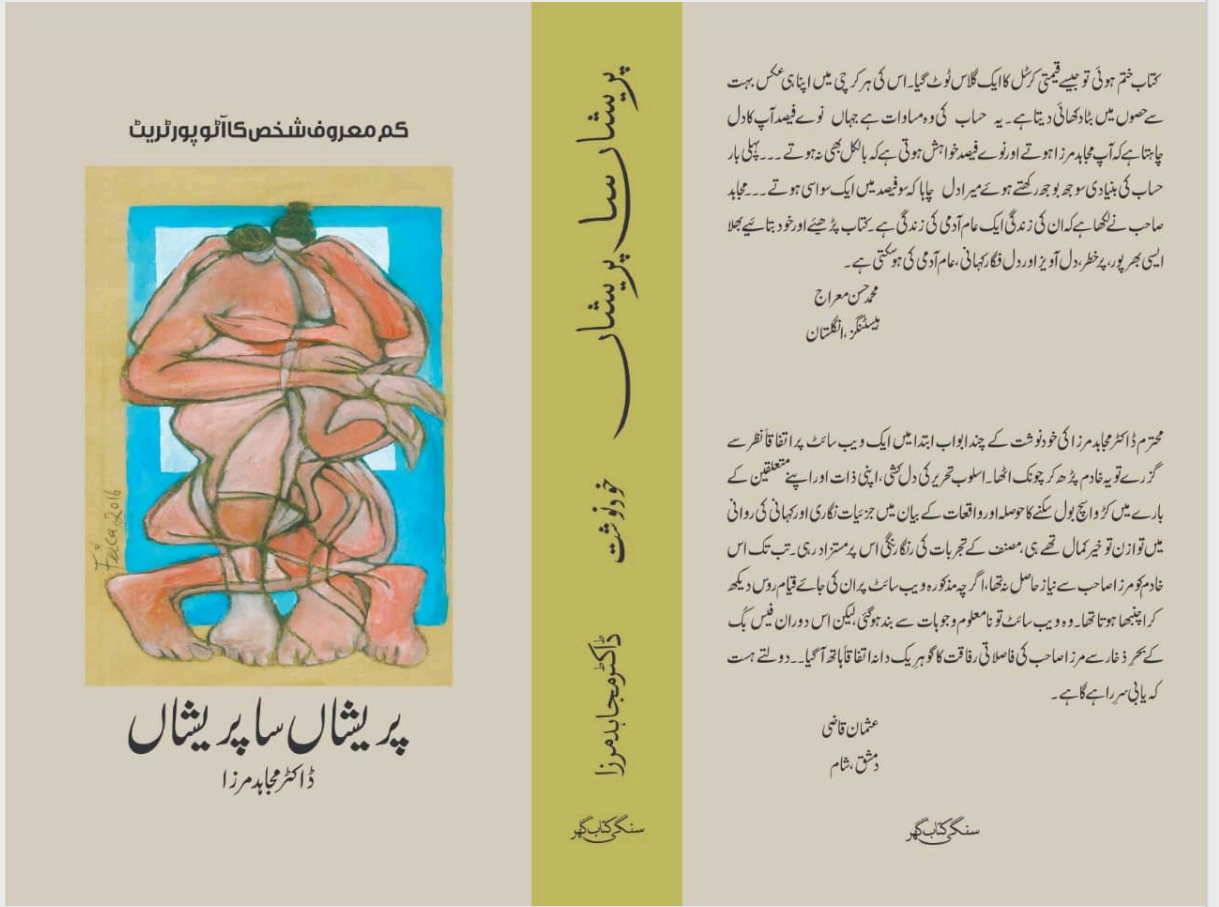 کم معروف شخص کا آٹو پورٹریٹ
Fica, 2016
پریشاں سا پریشاں
ڈاکٹر مجاہد مرزا
پریشاں سا پریشاں
خودنوشت
ڈاکٹر مجاہد مرزا
سنگی کتاب گھر
کتاب ختم ہوئی تو جیسے قیمتی کرسٹل کا ایک گلاس ٹوٹ گیا۔ اس کی ہر کرچی میں اپنا ہی عکس بہت
سے حصوں میں بٹا دکھائی دیتا ہے۔ یہ حساب کی وہ مساوات ہے جہاں نوے فیصد آپ کا دل
چاہتا ہے کہ آپ مجاہد مرزا ہوتے اور نوے فیصد خواہش ہوتی ہے کہ بالکل بھی نہ ہوتے ۔۔۔ پہلی بار
حساب کی بنیادی سوجھ بوجھ رکھتے ہوئے میرا دل چاہا کہ سو فیصد میں ایک سو اسی ہوتے ۔۔۔ مجاہد
صاحب نے لکھا ہے کہ ان کی زندگی ایک عام آدمی کی زندگی ہے۔ کتاب پڑھیئے اور خود بتائیے بھلا
ایسی بھرپور، پرخطر، دل آویز اور دل فگار کہانی، عام آدمی کی ہوسکتی ہے۔
محمد حسن معراج
ہیسٹنگز، انگلستان
محترم ڈاکٹر مجاہد مرزا کی خودنوشت کے چند ابواب ابتدا میں ایک ویب سائٹ پر اتفاقاً نظر سے
گزرے تو یہ خادم پڑھ کر چونک اٹھا۔ اسلوب تحریر کی دل کشی، اپنی ذات اور اپنے متعلقین کے
بارے میں کڑوا سچ بول سکنے کا حوصلہ اور واقعات کے بیان میں جزئیات نگاری اور کہانی کی روانی
میں توازن تو خیر کمال تھے ہی، مصنف کے تجربات کی رنگا رنگی اس پر مستزاد رہی۔ تب تک اس
خادم کو مرزا صاحب سے نیاز حاصل نہ تھا، اگرچہ مذکورہ ویب سائٹ پر ان کی جائے قیام روس دیکھ
کر اچنبھا ہوتا تھا۔ وہ ویب سائٹ تو نامعلوم وجوہات سے بند ہوگئی لیکن اس دوران فیس بک
کے بحر ذخار سے مرزا صاحب کی فاصلاتی رفاقت کا گوہر یک دانہ اتفاقاً ہاتھ آ گیا۔۔ دولتے ہست
کہ یابی سرِ راہے گاہے۔
عثمان قاضی
دمشق، شام
سنگی کتاب گھر